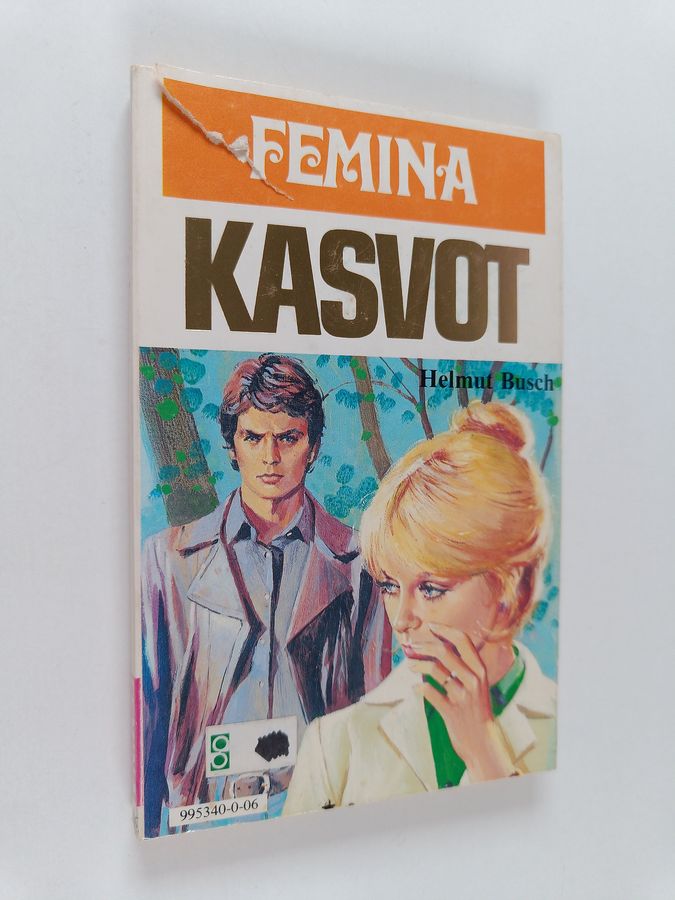 FEMINA
KASVOT
Helmut Busch
995340-0-06